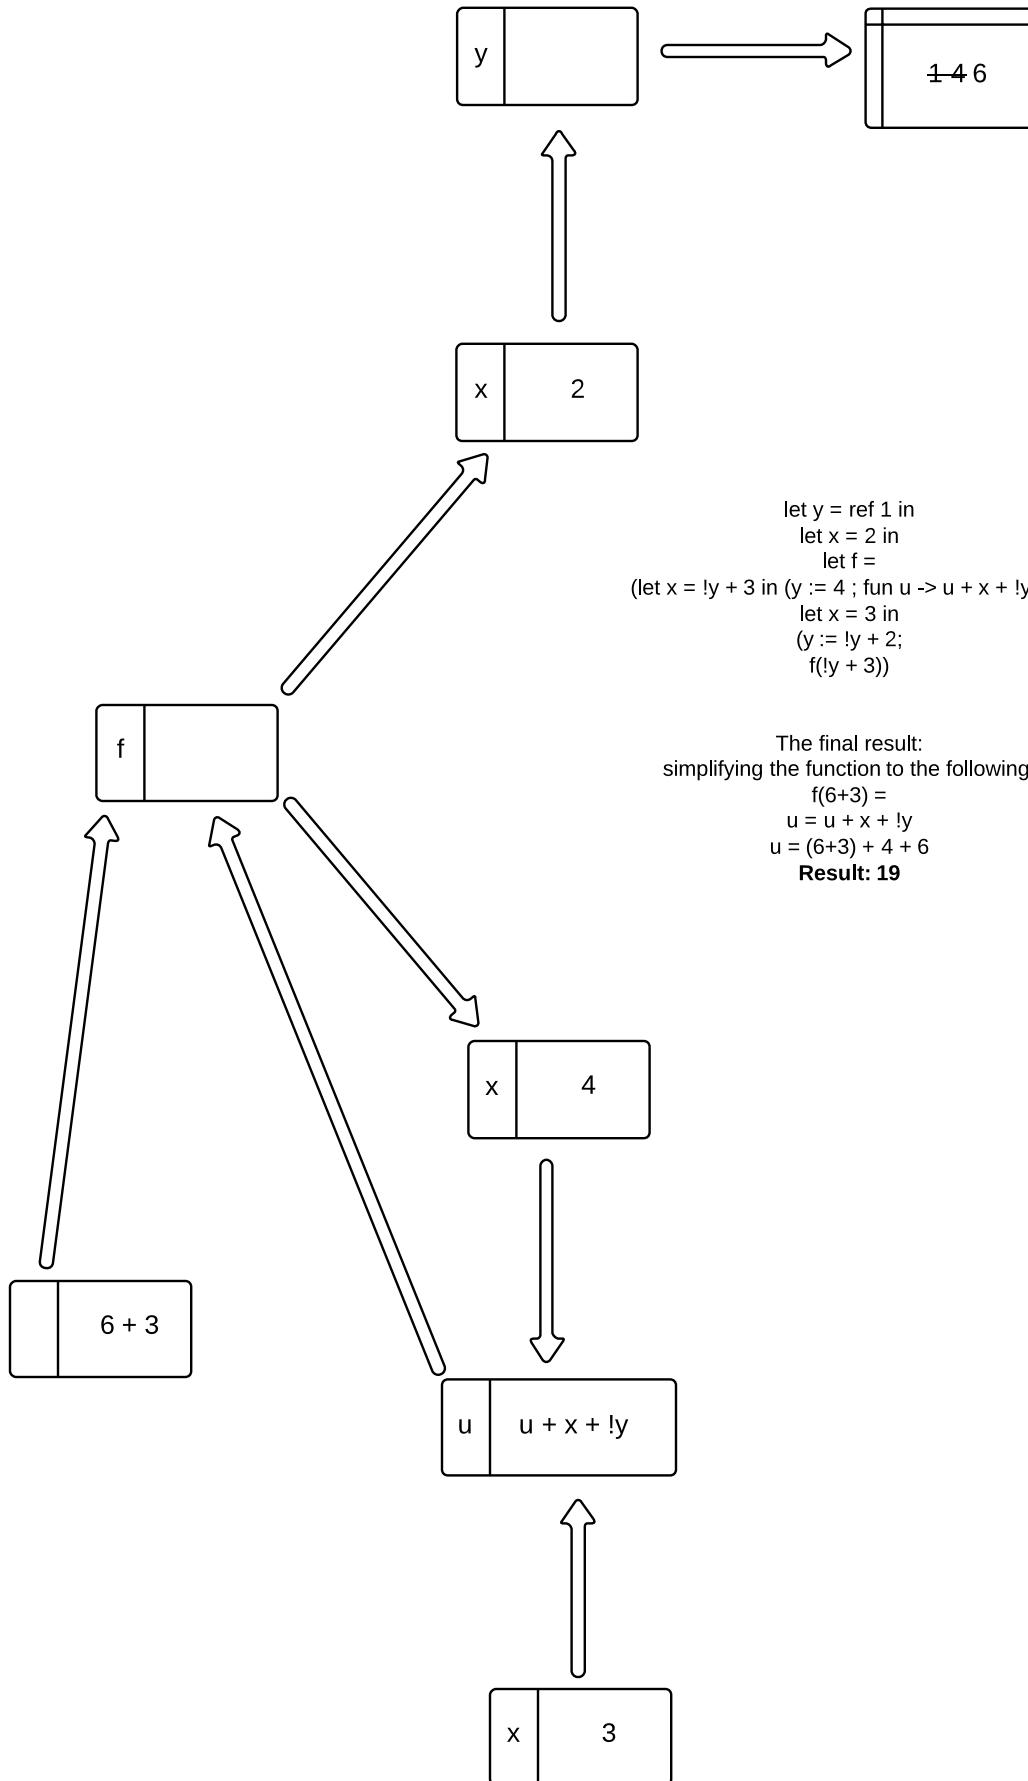 y
1 4 6
x 2
let y = ref 1 in
let x = 2 in
let f =
(let x = !y + 3 in (y := 4 ; fun u -> u + x + !y
let x = 3 in
(y := !y + 2;
f(!y + 3))
f
The final result:
simplifying the function to the following
f(6+3) =
u = u + x + !y
u = (6+3) + 4 + 6
Result: 19
x 4
6 + 3
u u + x + !y
x 3